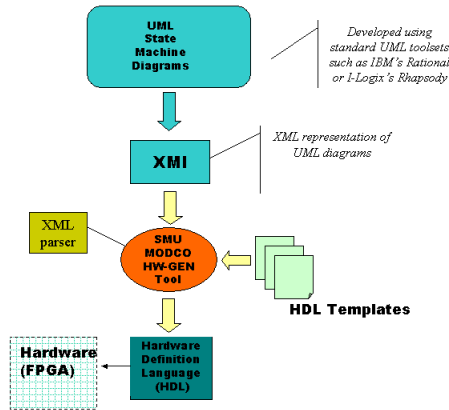 UML
State
Machine
Diagrams
Developed using
standard UML toolsets
such as IBM's Rational
or I-Logix's Rhapsody
XMI
XML representation of
UML diagrams
XML
parser
SMU
MODCO
HW-GEN
Tool
HDL Templates
Hardware
(FPGA)
Hardware
Definition
Language
(HDL)